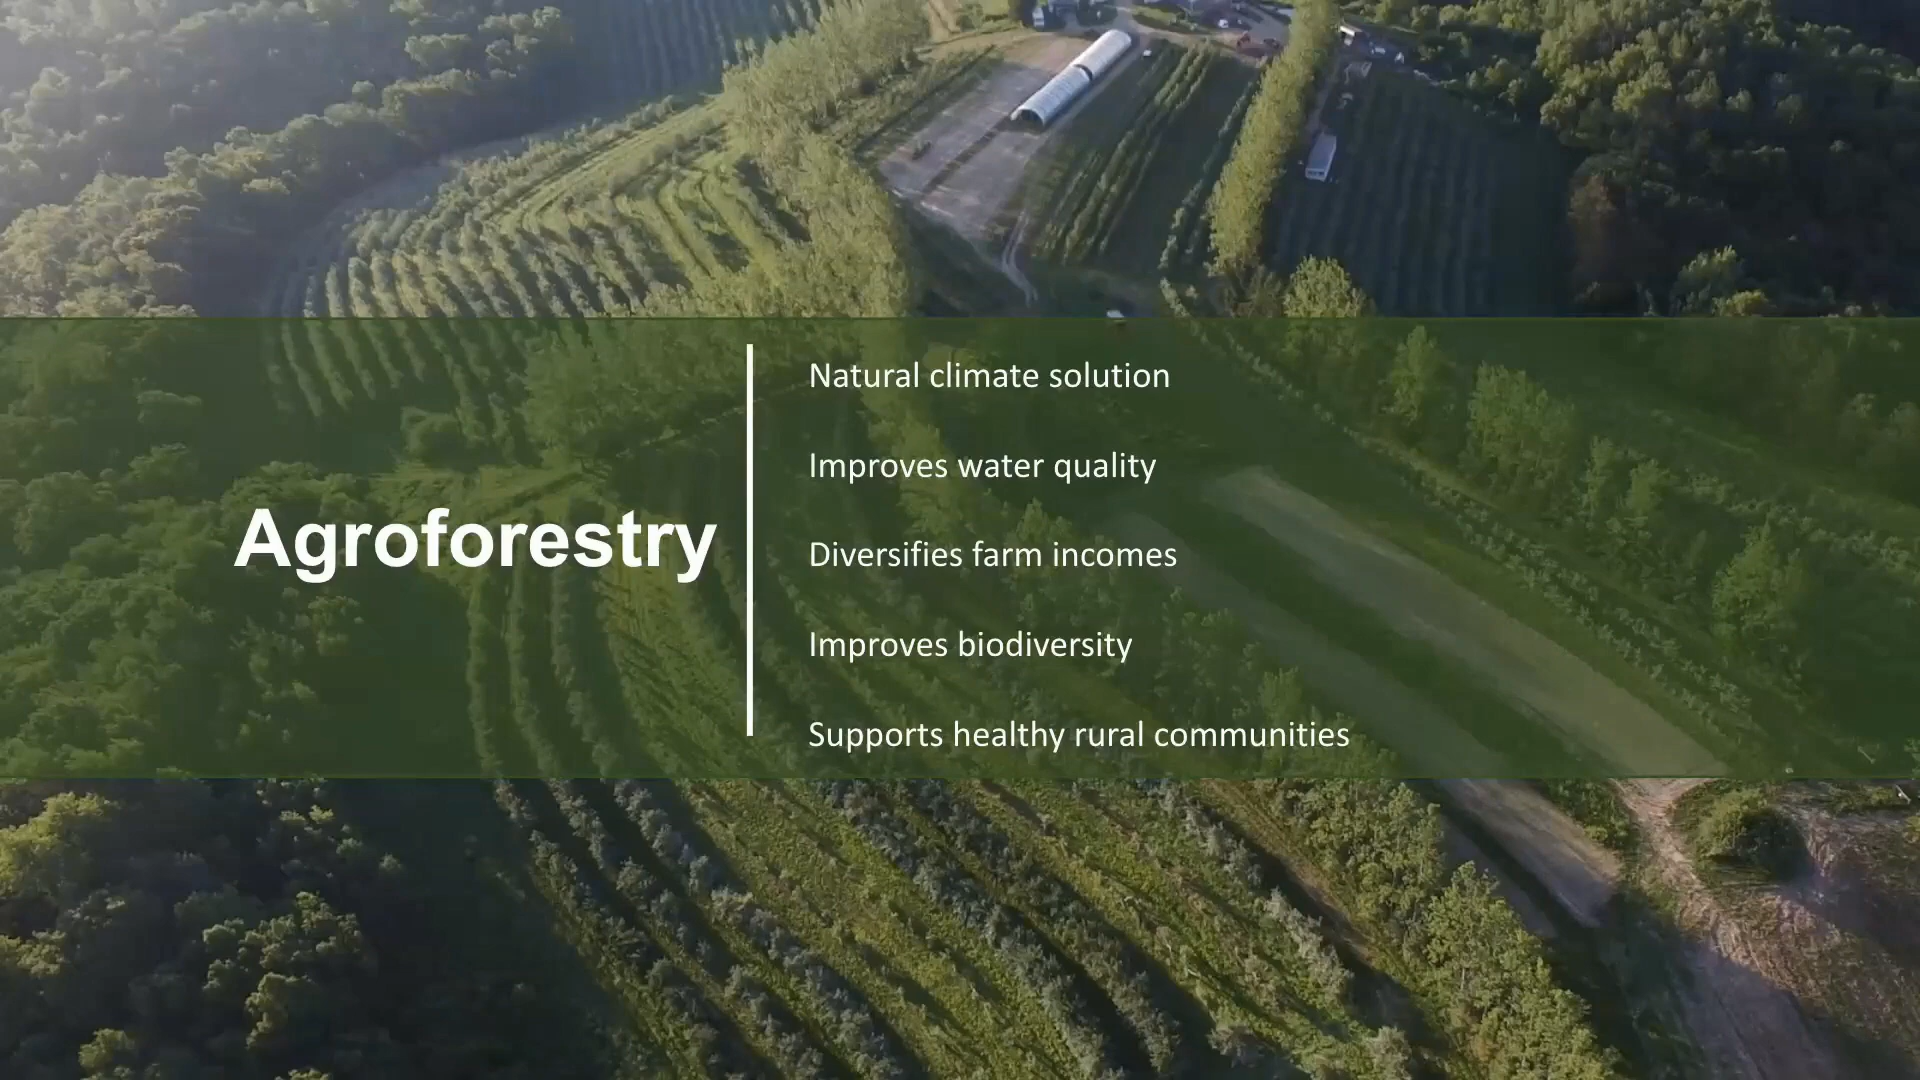 Agroforestry
Natural climate solution
Improves water quality
Diversifies farm incomes
Improves biodiversity
Supports healthy rural communities